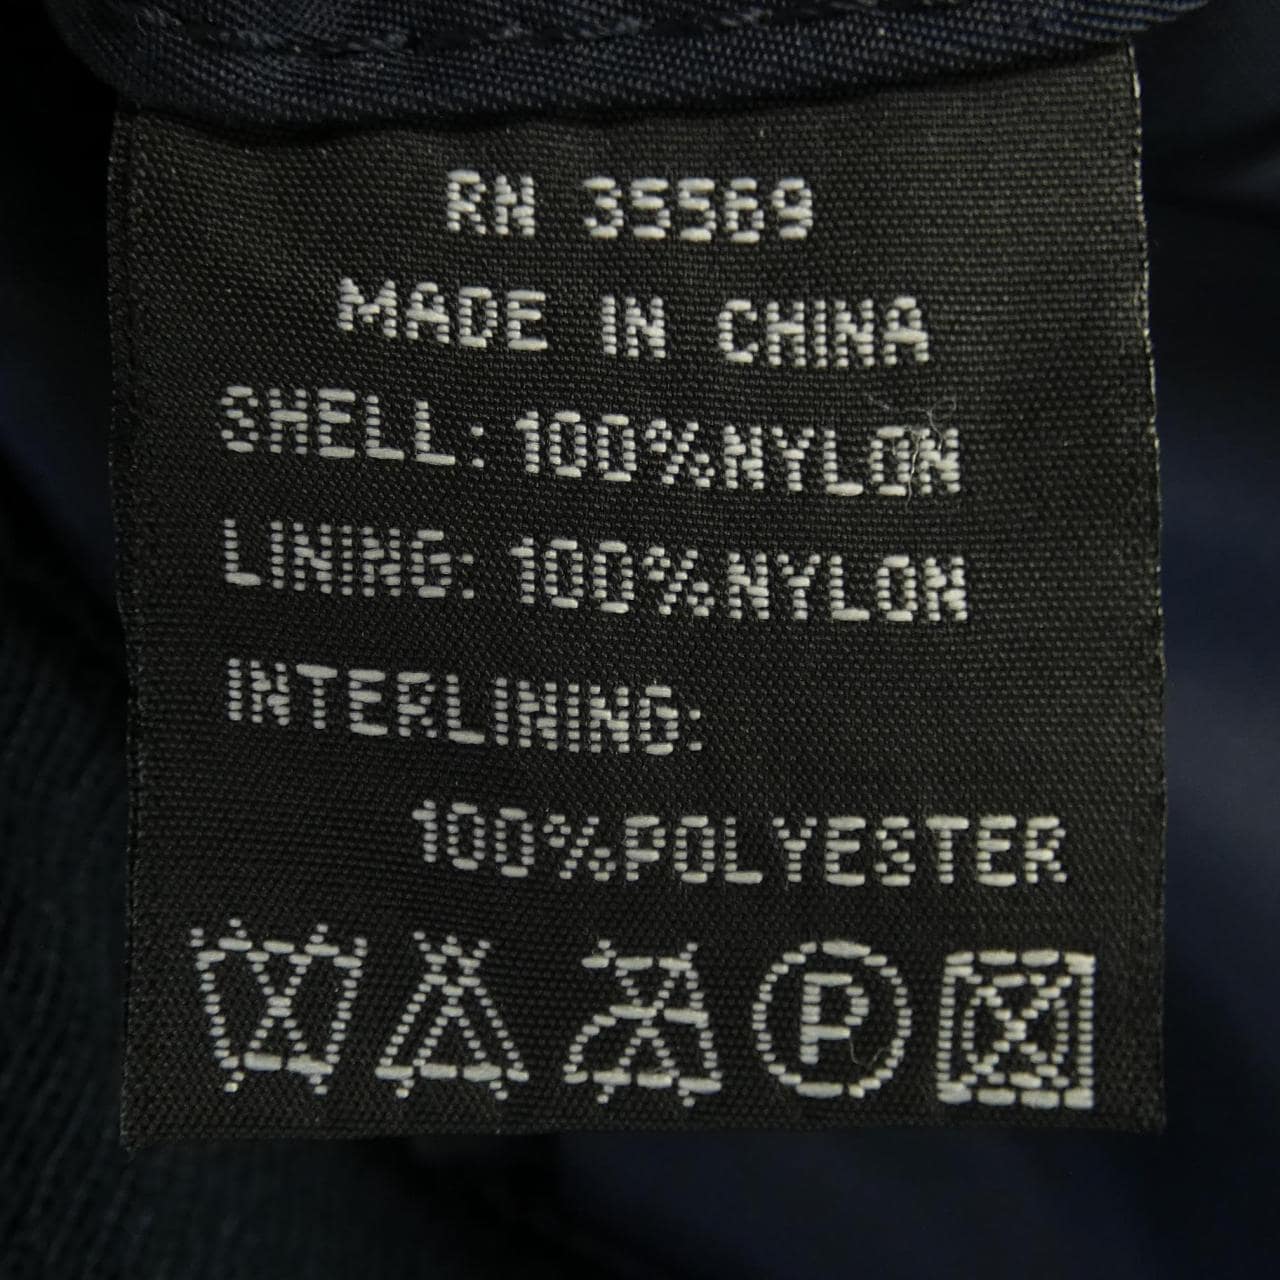 RN 35569
MADE IN CHINA
SHELL: 100%NYLON
LINING: 100%NYLON
INTERLINING:
100%POLYESTER
P